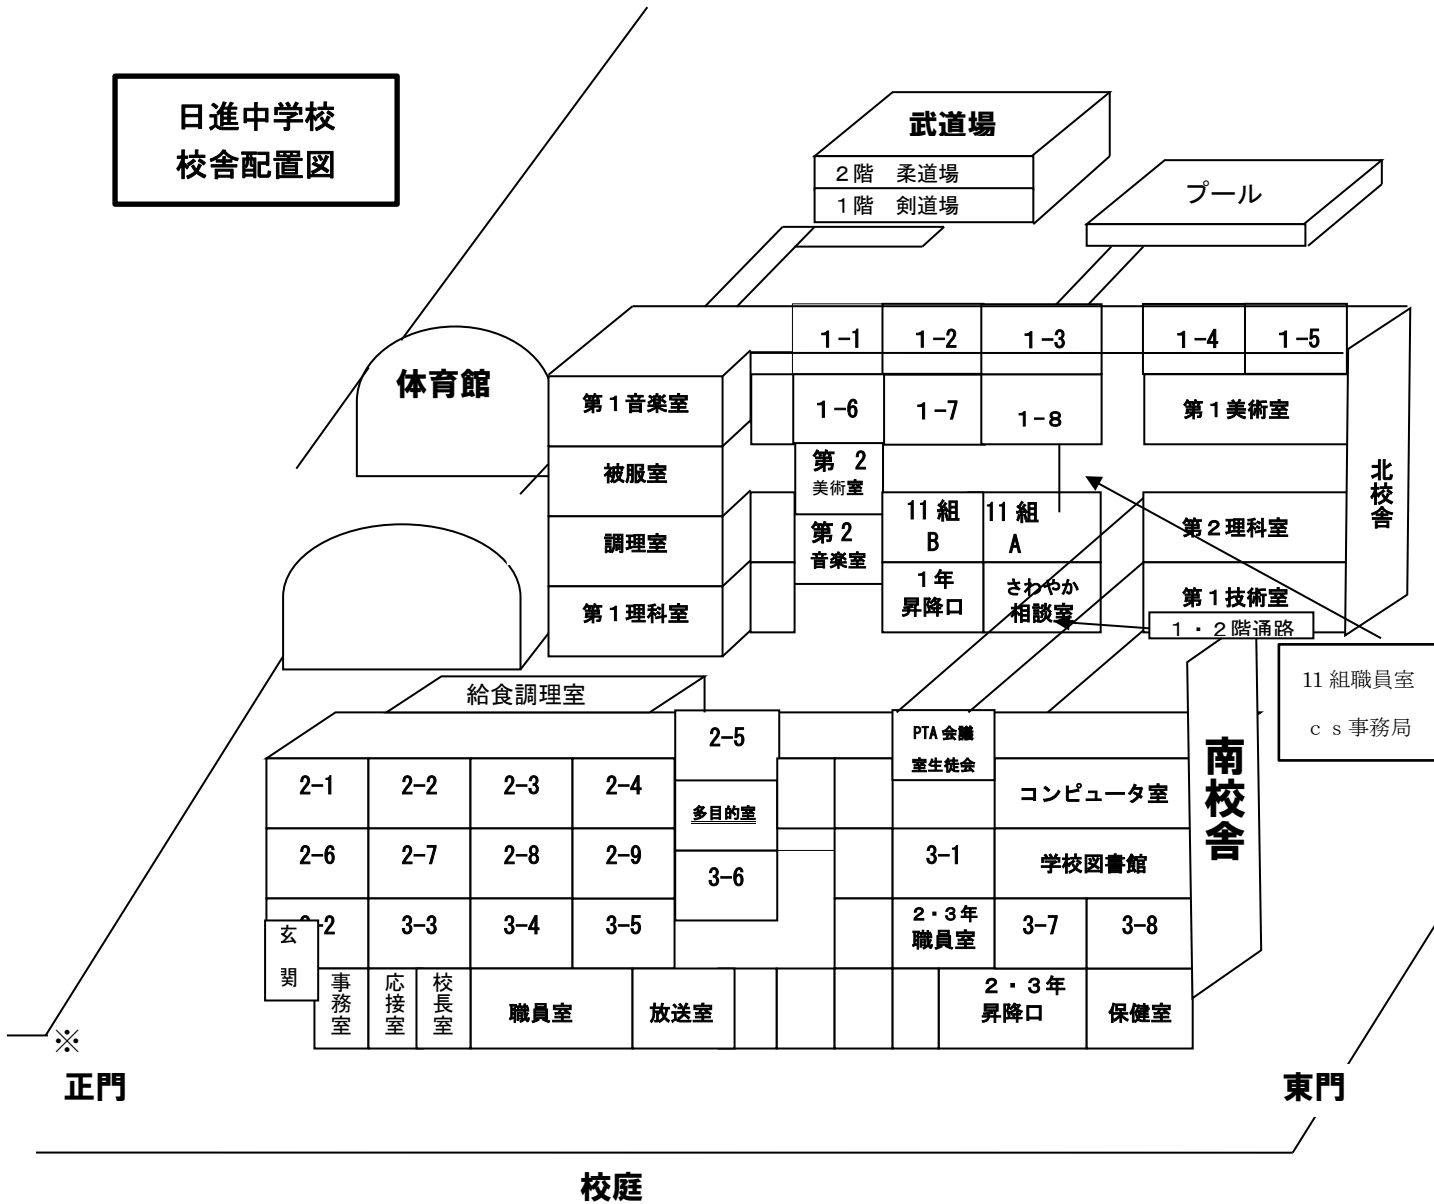 日進中学校
校舎配置図
武道場
２階　柔道場
１階　剣道場
プール
体育館
1-1
1-2
1-3
1-4
1-5
第１音楽室
1-6
1-7
1-8
第１美術室
被服室
第　2
美術室
北校舎
調理室
第 2
音楽室
11 組
B
11 組
A
第２理科室
第１理科室
１年
昇降口
さわやか
相談室
第１技術室
１・２階通路
11 組職員室
ｃｓ事務局
給食調理室
2-5
PTA 会議
室生徒会
南校舎
2-1
2-2
2-3
2-4
多目的室
コンピュータ室
2-6
2-7
2-8
2-9
3-6
3-1
学校図書館
-2
3-3
3-4
3-5
２・３年
職員室
3-7
3-8
玄
関
事務室
応接室
校長室
職員室
放送室
２・３年
昇降口
保健室
※
正門
東門
校庭